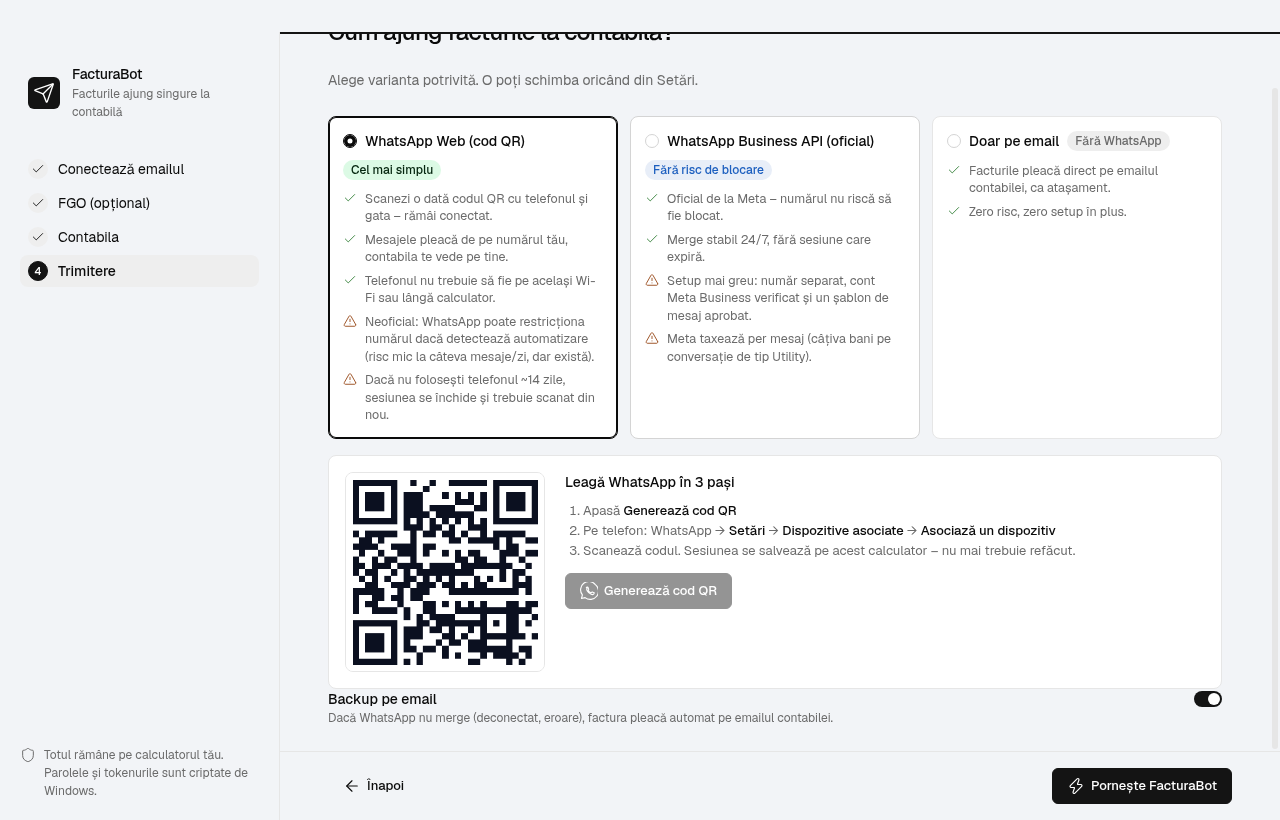 FacturaBot
Facturile ajung singure la
contabilă
Conectează emailul
FGO (opțional)
Contabila
4 Trimitere
Totul rămâne pe calculatorul tău.
Parolele și tokenurile sunt criptate de
Windows.
Cum ajung facturile la contabilă?
Alege varianta potrivită. O poți schimba oricând din Setări.
WhatsApp Web (cod QR)
Cel mai simplu
Scanezi o dată codul QR cu telefonul și
gata – rămâi conectat.
Mesajele pleacă de pe numărul tău,
contabila te vede pe tine.
Telefonul nu trebuie să fie pe același Wi-
Fi sau lângă calculator.
Neoficial: WhatsApp poate restricționa
numărul dacă detectează automatizare
(risc mic la câteva mesaje/zi, dar există).
Dacă nu folosești telefonul ~14 zile,
sesiunea se închide și trebuie scanat din
nou.
WhatsApp Business API (oficial)
Fără risc de blocare
Oficial de la Meta – numărul nu riscă să
fie blocat.
Merge stabil 24/7, fără sesiune care
expiră.
Setup mai greu: număr separat, cont
Meta Business verificat și un șablon de
mesaj aprobat.
Meta taxează per mesaj (câțiva bani pe
conversație de tip Utility).
Doar pe email Fără WhatsApp
Facturile pleacă direct pe emailul
contabilei, ca atașament.
Zero risc, zero setup în plus.
Leagă WhatsApp în 3 pași
1. Apasă Generează cod QR
2. Pe telefon: WhatsApp → Setări → Dispozitive asociate → Asociază un dispozitiv
3. Scanează codul. Sesiunea se salvează pe acest calculator – nu mai trebuie refăcut.
Generează cod QR
Backup pe email
Dacă WhatsApp nu merge (deconectat, eroare), factura pleacă automat pe emailul contabilei.
Înapoi
Pornește FacturaBot